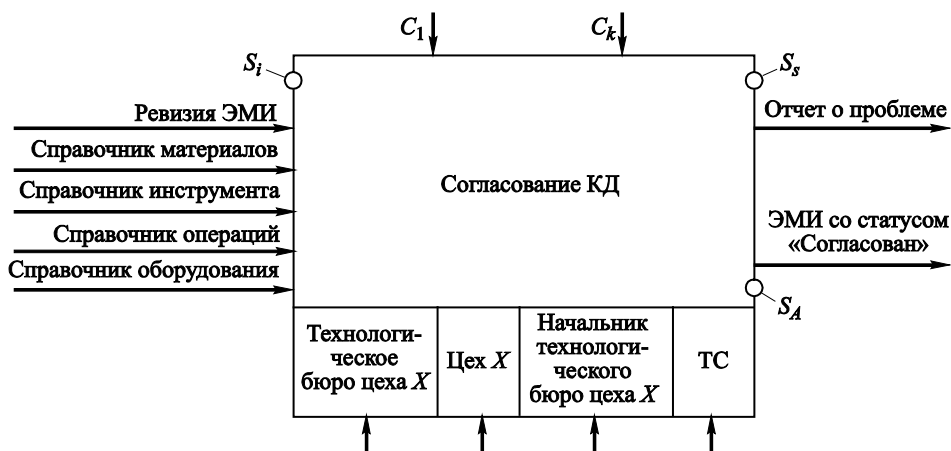 C1
Ck
Si
Ss
Ревизия ЭМИ
Справочник материалов
Справочник инструмента
Справочник операций
Справочник оборудования
Согласование КД
Отчет о проблеме
ЭМИ со статусом
«Согласован»
SA
Технологи-
ческое
бюро цеха X
Цех X
Начальник
технологи-
ческого
бюро цеха X
ТС